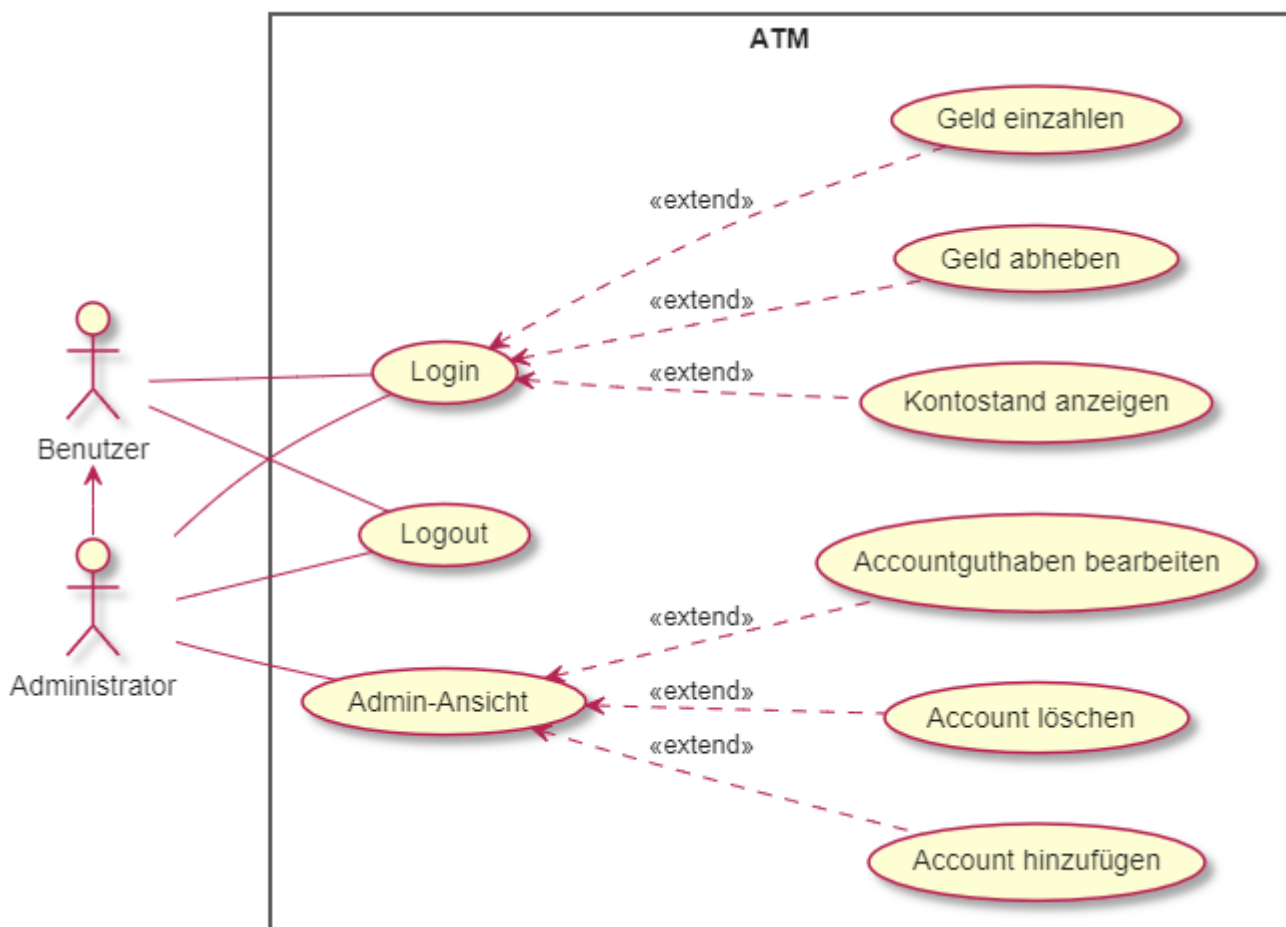 ATM
Geld einzahlen
«extend»
Geld abheben
«extend»
Login
«extend»
Kontostand anzeigen
Benutzer
Logout
Accountguthaben bearbeiten
«extend»
Administrator
Admin-Ansicht
«extend»
Account löschen
«extend»
Account hinzufügen